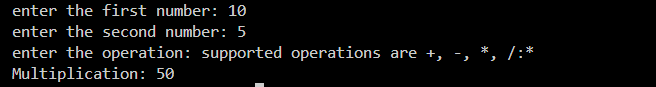 enter the first number: 10
enter the second number: 5
enter the operation: supported operations are +, -, *, /:*
Multiplication: 50